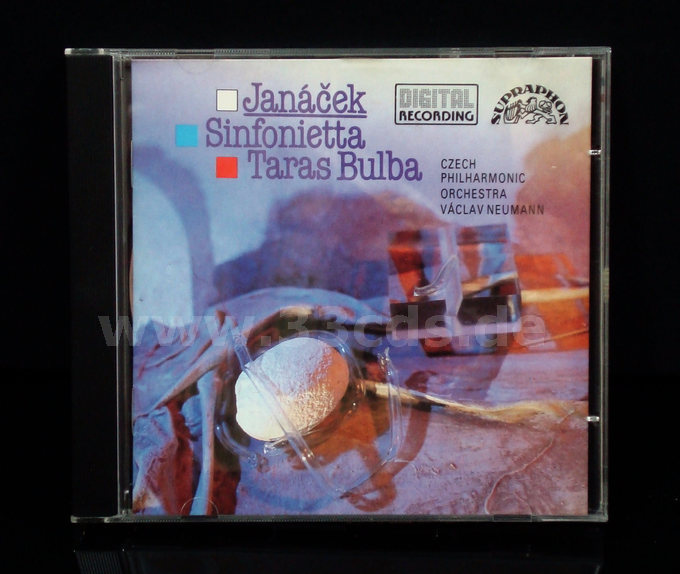 Janáček
Sinfonietta
Taras Bulba
DIGITAL
RECORDING
SUPRAPHON
CZECH
PHILHARMONIC
ORCHESTRA
VÁCLAV NEUMANN
www.33cds.de